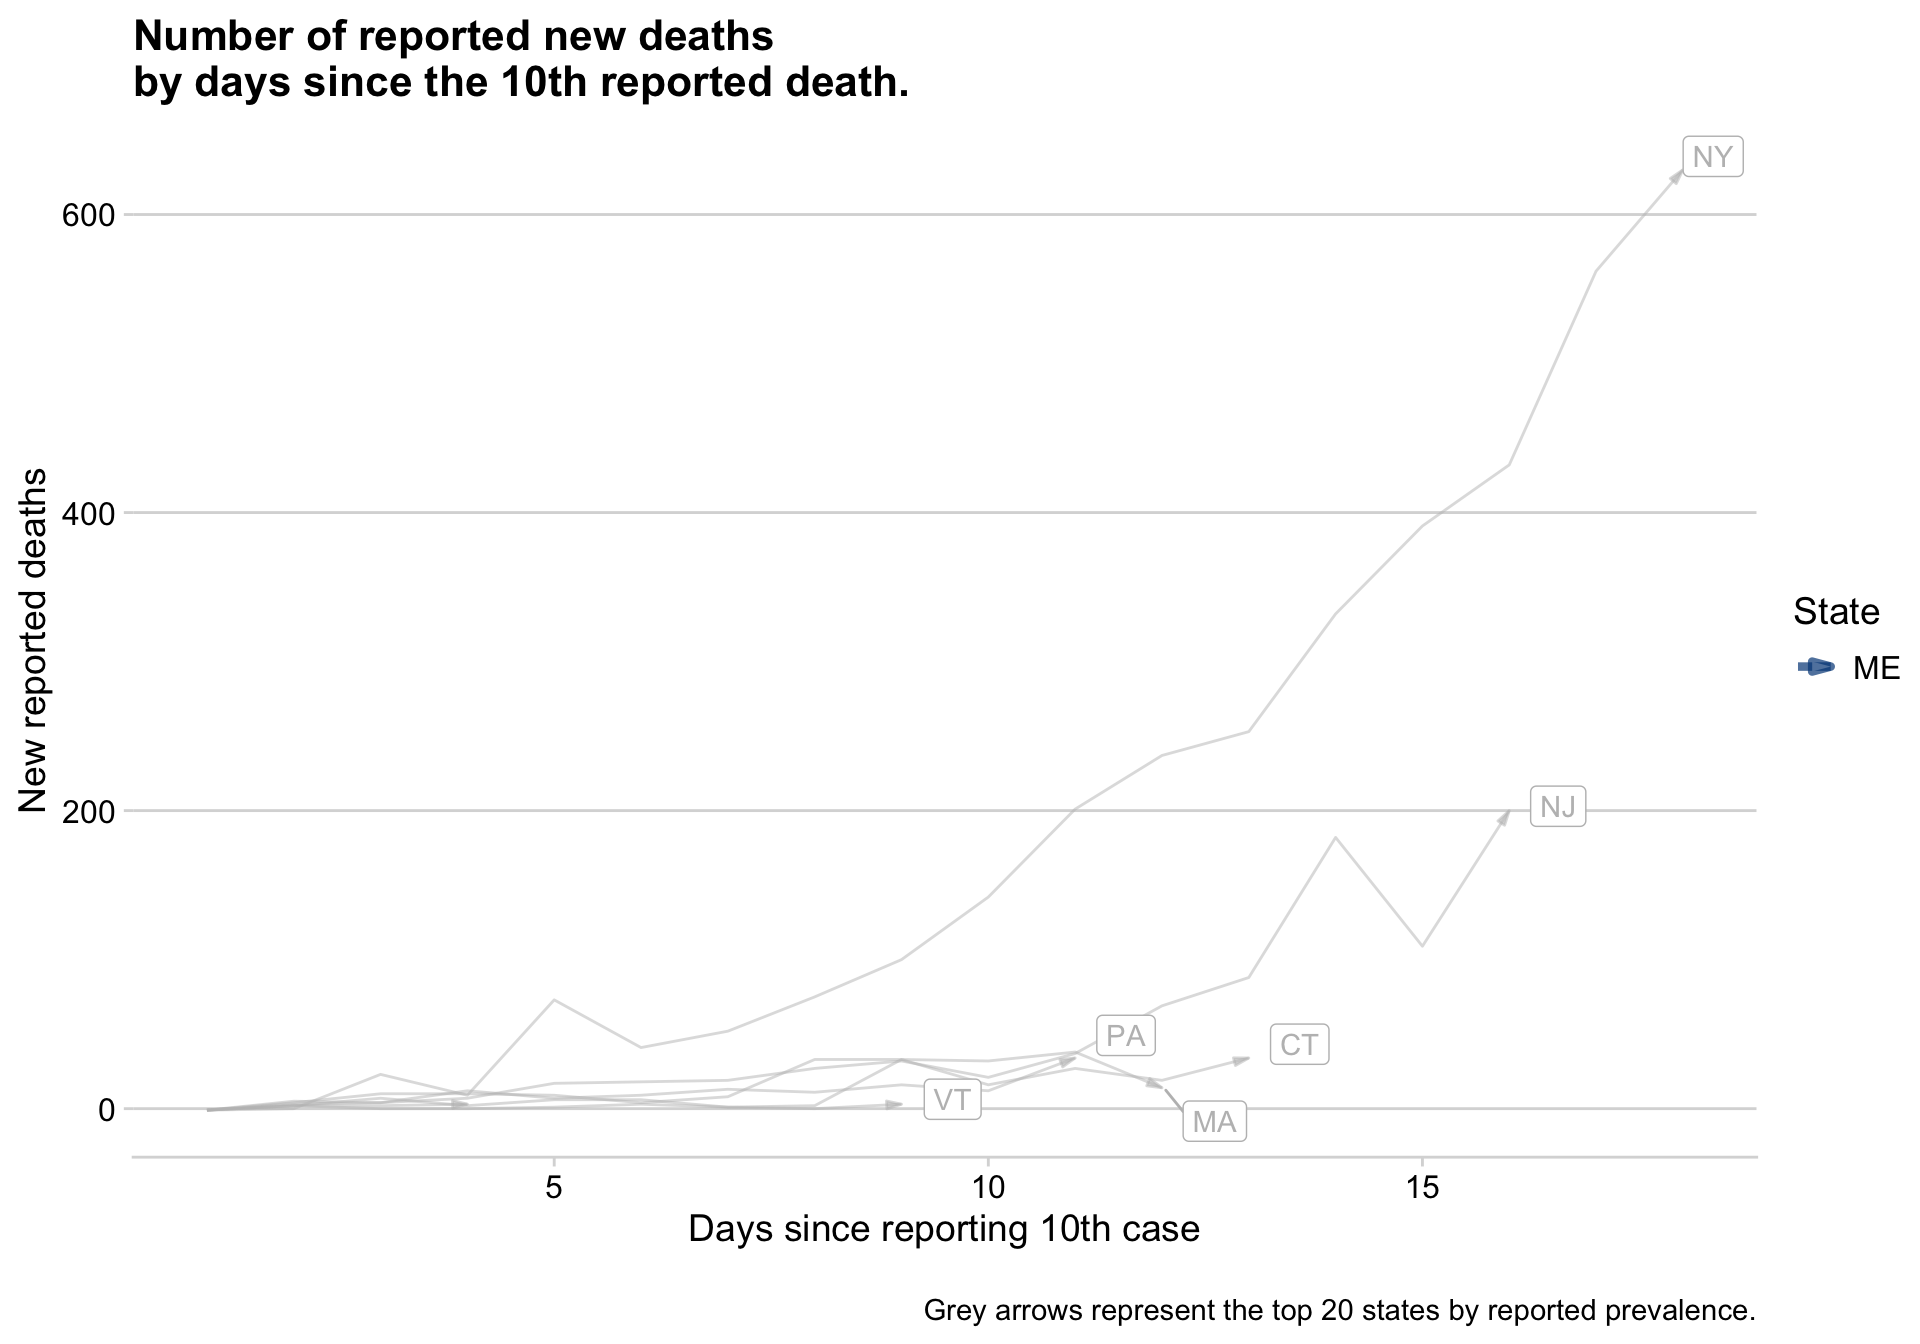 Number of reported new deaths
by days since the 10th reported death.
NY
600
400
New reported deaths
State
ME
200
NJ
PA
CT
VT
0
MA
5 10 15
Days since reporting 10th case
Grey arrows represent the top 20 states by reported prevalence.